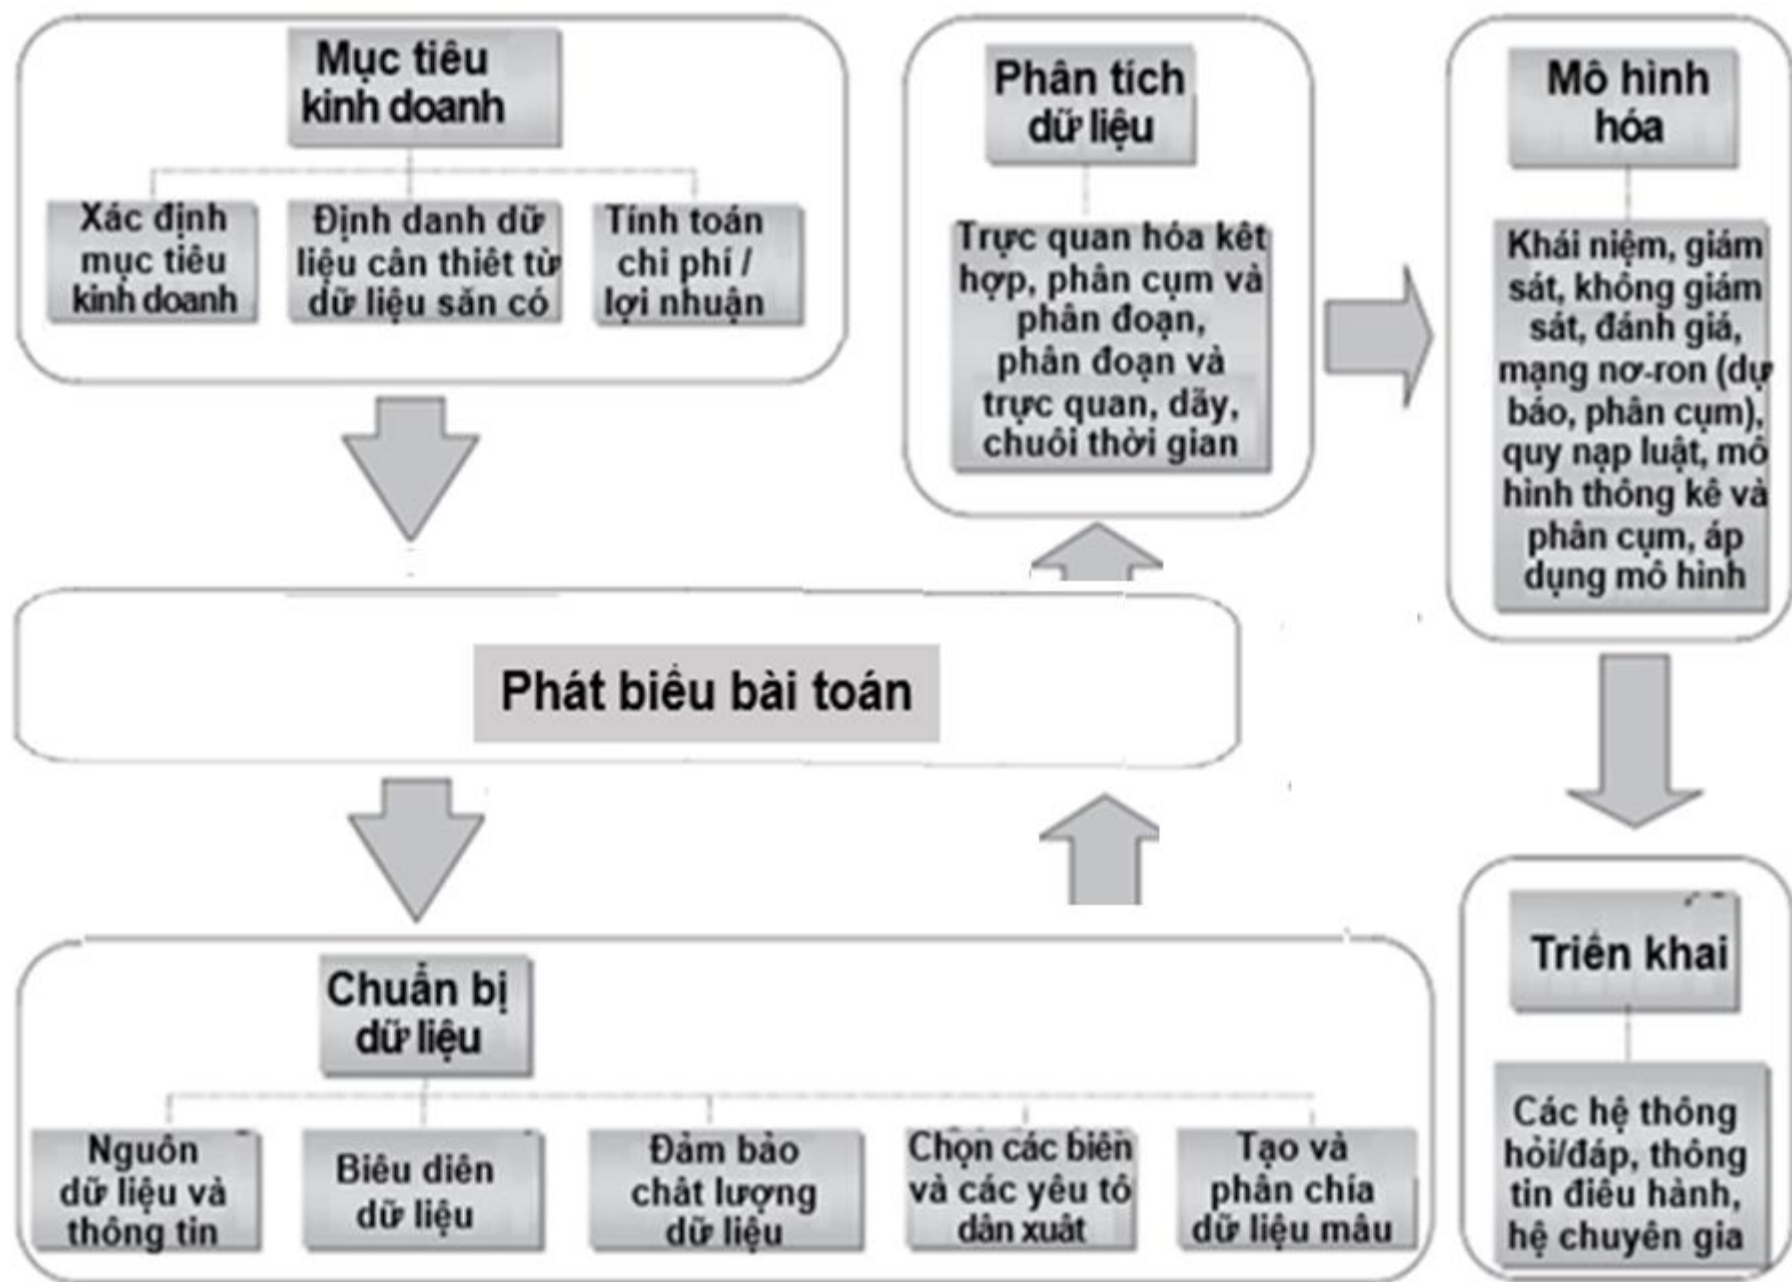 Mục tiêu
kinh doanh
Xác định
mục tiêu
kinh doanh
Định danh dữ
liệu cần thiết từ
dữ liệu sẵn có
Tính toán
chi phí /
lợi nhuận
Phát biểu bài toán
Chuẩn bị
dữ liệu
Nguồn
dữ liệu và
thông tin
Biểu diễn
dữ liệu
Đảm bảo
chất lượng
dữ liệu
Chọn các biến
và các yếu tố
dẫn xuất
Tạo và
phân chía
dữ liệu mẫu
Phân tích
dữ liệu
Trực quan hóa kết
hợp, phân cụm và
phân đoạn,
phân đoạn và
trực quan, dãy,
chuỗi thời gian
Mô hình
hóa
Khái niệm, giám
sát, không giám
sát, đánh giá,
mạng nơ-ron (dự
báo, phân cụm),
quy nạp luật, mô
hình thống kê và
phân cụm, áp
dụng mô hình
Triển khai
Các hệ thống
hỏi/đáp, thông
tin điều hành,
hệ chuyên gia